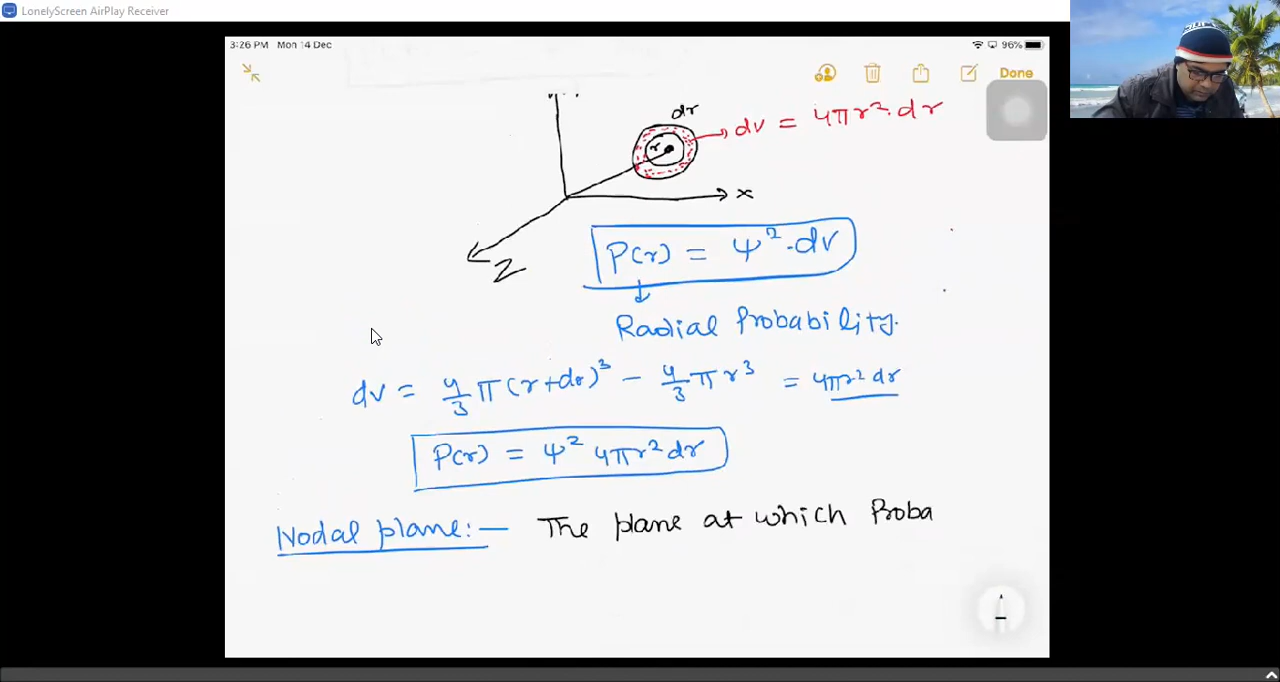 LonelyScreen AirPlay Receiver
3:26 PM Mon 14 Dec
96%
Done
dr
r
dv = 4πr². dr
x
Z
P(r) = ψ².dv
Radial Probability.
dv = 4/3 π(r+dr)³ - 4/3 πr³ = 4πr² dr
P(r) = ψ² 4πr² dr
Nodal plane:- The plane at which Proba